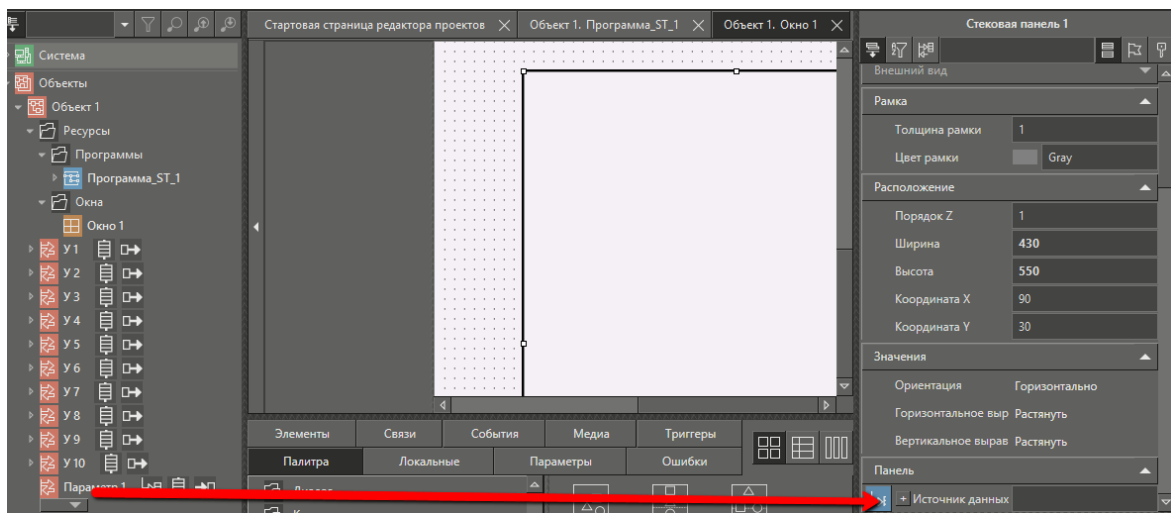 Стартовая страница редактора проектов
Объект 1. Программа_ST_1
Объект 1. Окно 1
Система
Объекты
Объект 1
Ресурсы
Программы
Программа_ST_1
Окна
Окно 1
У 1
У 2
У 3
У 4
У 5
У 6
У 7
У 8
У 9
У 10
Параметр 1
Элементы
Связи
События
Медиа
Триггеры
Палитра
Локальные
Параметры
Ошибки
Стековая панель 1
Внешний вид
Рамка
Толщина рамки 1
Цвет рамки Gray
Расположение
Порядок Z 1
Ширина 430
Высота 550
Координата X 90
Координата Y 30
Значения
Ориентация Горизонтально
Горизонтальное выр Растянуть
Вертикальное вырав Растянуть
Панель
+ Источник данных